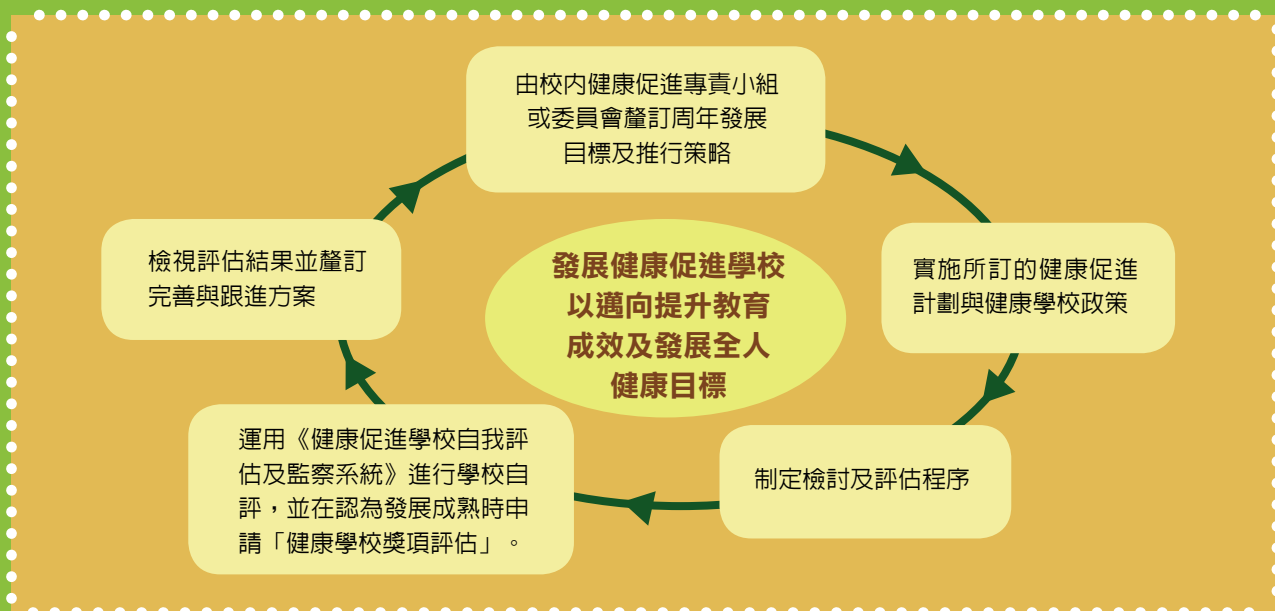 由校內健康促進專責小組
或委員會釐訂周年發展
目標及推行策略
實施所訂的健康促進
計劃與健康學校政策
制定檢討及評估程序
運用《健康促進學校自我評
估及監察系統》進行學校自
評，並在認為發展成熟時申
請「健康學校獎項評估」。
檢視評估結果並釐訂
完善與跟進方案
發展健康促進學校
以邁向提升教育
成效及發展全人
健康目標